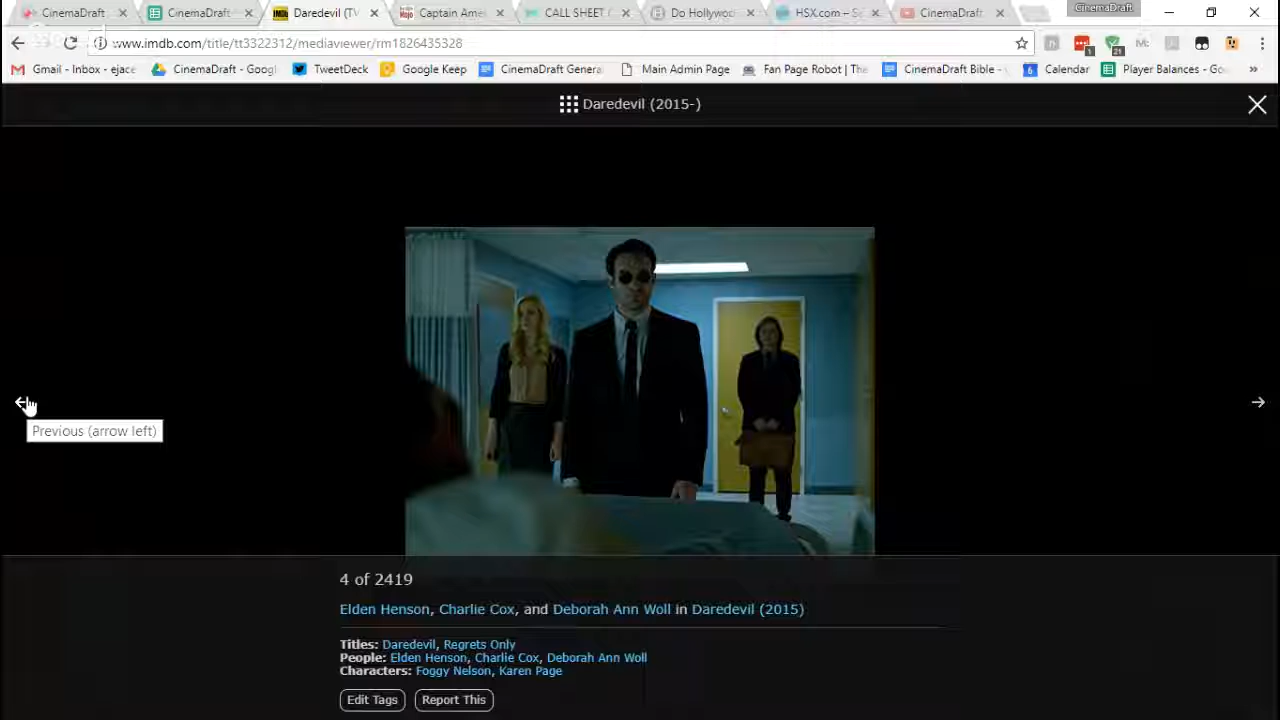 CinemaDraft
CinemaDraft
Daredevil (TV
Captain Ame
CALL SHEET
Do Hollywoo
HSX.com –
CinemaDraft
CinemaDraft
www.imdb.com/title/tt3322312/mediaviewer/rm1826435328
Gmail - Inbox - ejace
CinemaDraft - Googl
TweetDeck
Google Keep
CinemaDraft Genera
Main Admin Page
Fan Page Robot | The
CinemaDraft Bible -
6
Calendar
Player Balances - Go
»
Daredevil (2015-)
Previous (arrow left)
4 of 2419
Elden Henson, Charlie Cox, and Deborah Ann Woll in Daredevil (2015)
Titles: Daredevil, Regrets Only
People: Elden Henson, Charlie Cox, Deborah Ann Woll
Characters: Foggy Nelson, Karen Page
Edit Tags
Report This